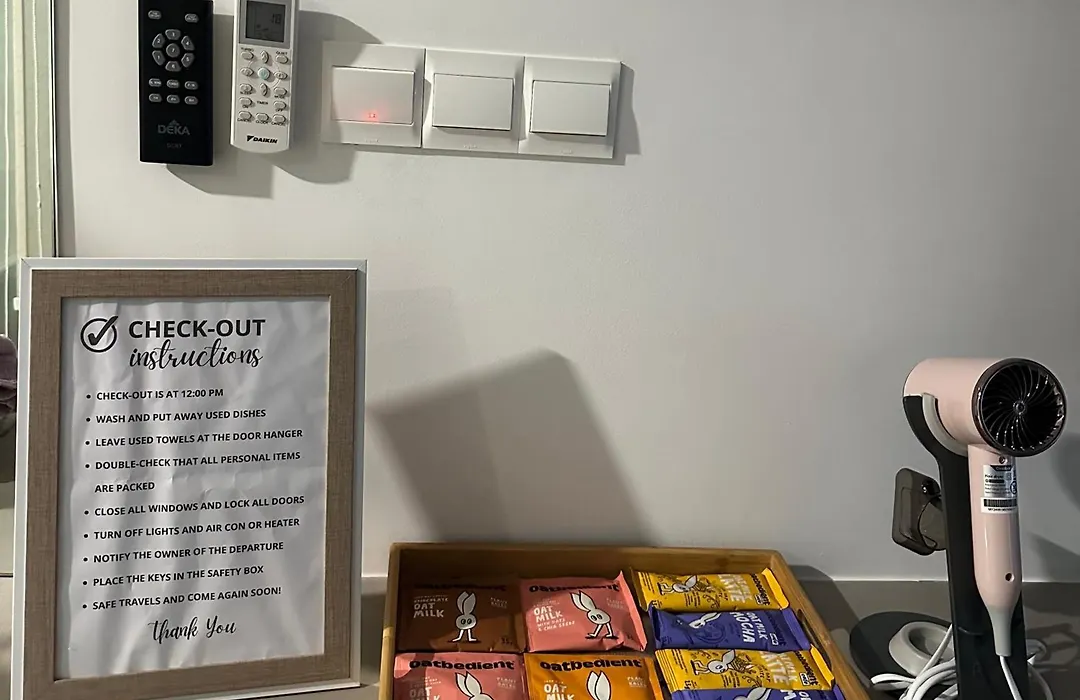 DEKA
DAIKIN
CHECK-OUT
instructions
• CHECK-OUT IS AT 12:00 PM
• WASH AND PUT AWAY USED DISHES
• LEAVE USED TOWELS AT THE DOOR HANGER
• DOUBLE-CHECK THAT ALL PERSONAL ITEMS
ARE PACKED
• CLOSE ALL WINDOWS AND LOCK ALL DOORS
• TURN OFF LIGHTS AND AIR CON OR HEATER
• NOTIFY THE OWNER OF THE DEPARTURE
• PLACE THE KEYS IN THE SAFETY BOX
• SAFE TRAVELS AND COME AGAIN SOON!
Thank You
OAT
MILK
oatbedient
OAT
MILK
OAT MILK
MOCHA
oatbedient
OAT
MILK
oatbedient
OAT
MILK